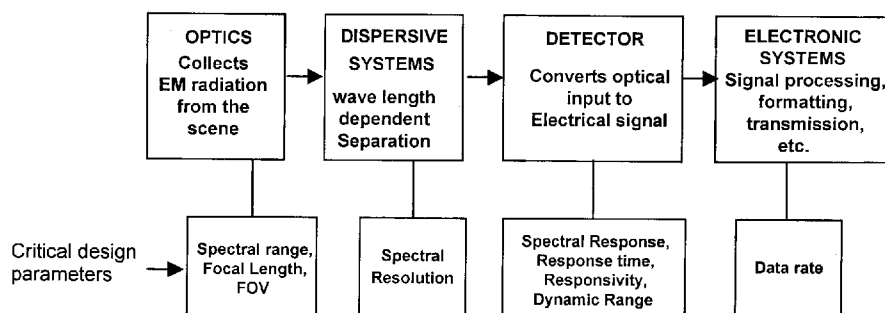 OPTICS
Collects
EM radiation
from the
scene
DISPERSIVE
SYSTEMS
wave length
dependent
Separation
DETECTOR
Converts optical
input to
Electrical signal
ELECTRONIC
SYSTEMS
Signal processing,
formatting,
transmission,
etc.
Critical design
parameters
Spectral range,
Focal Length,
FOV
Spectral
Resolution
Spectral Response,
Response time,
Responsivity,
Dynamic Range
Data rate